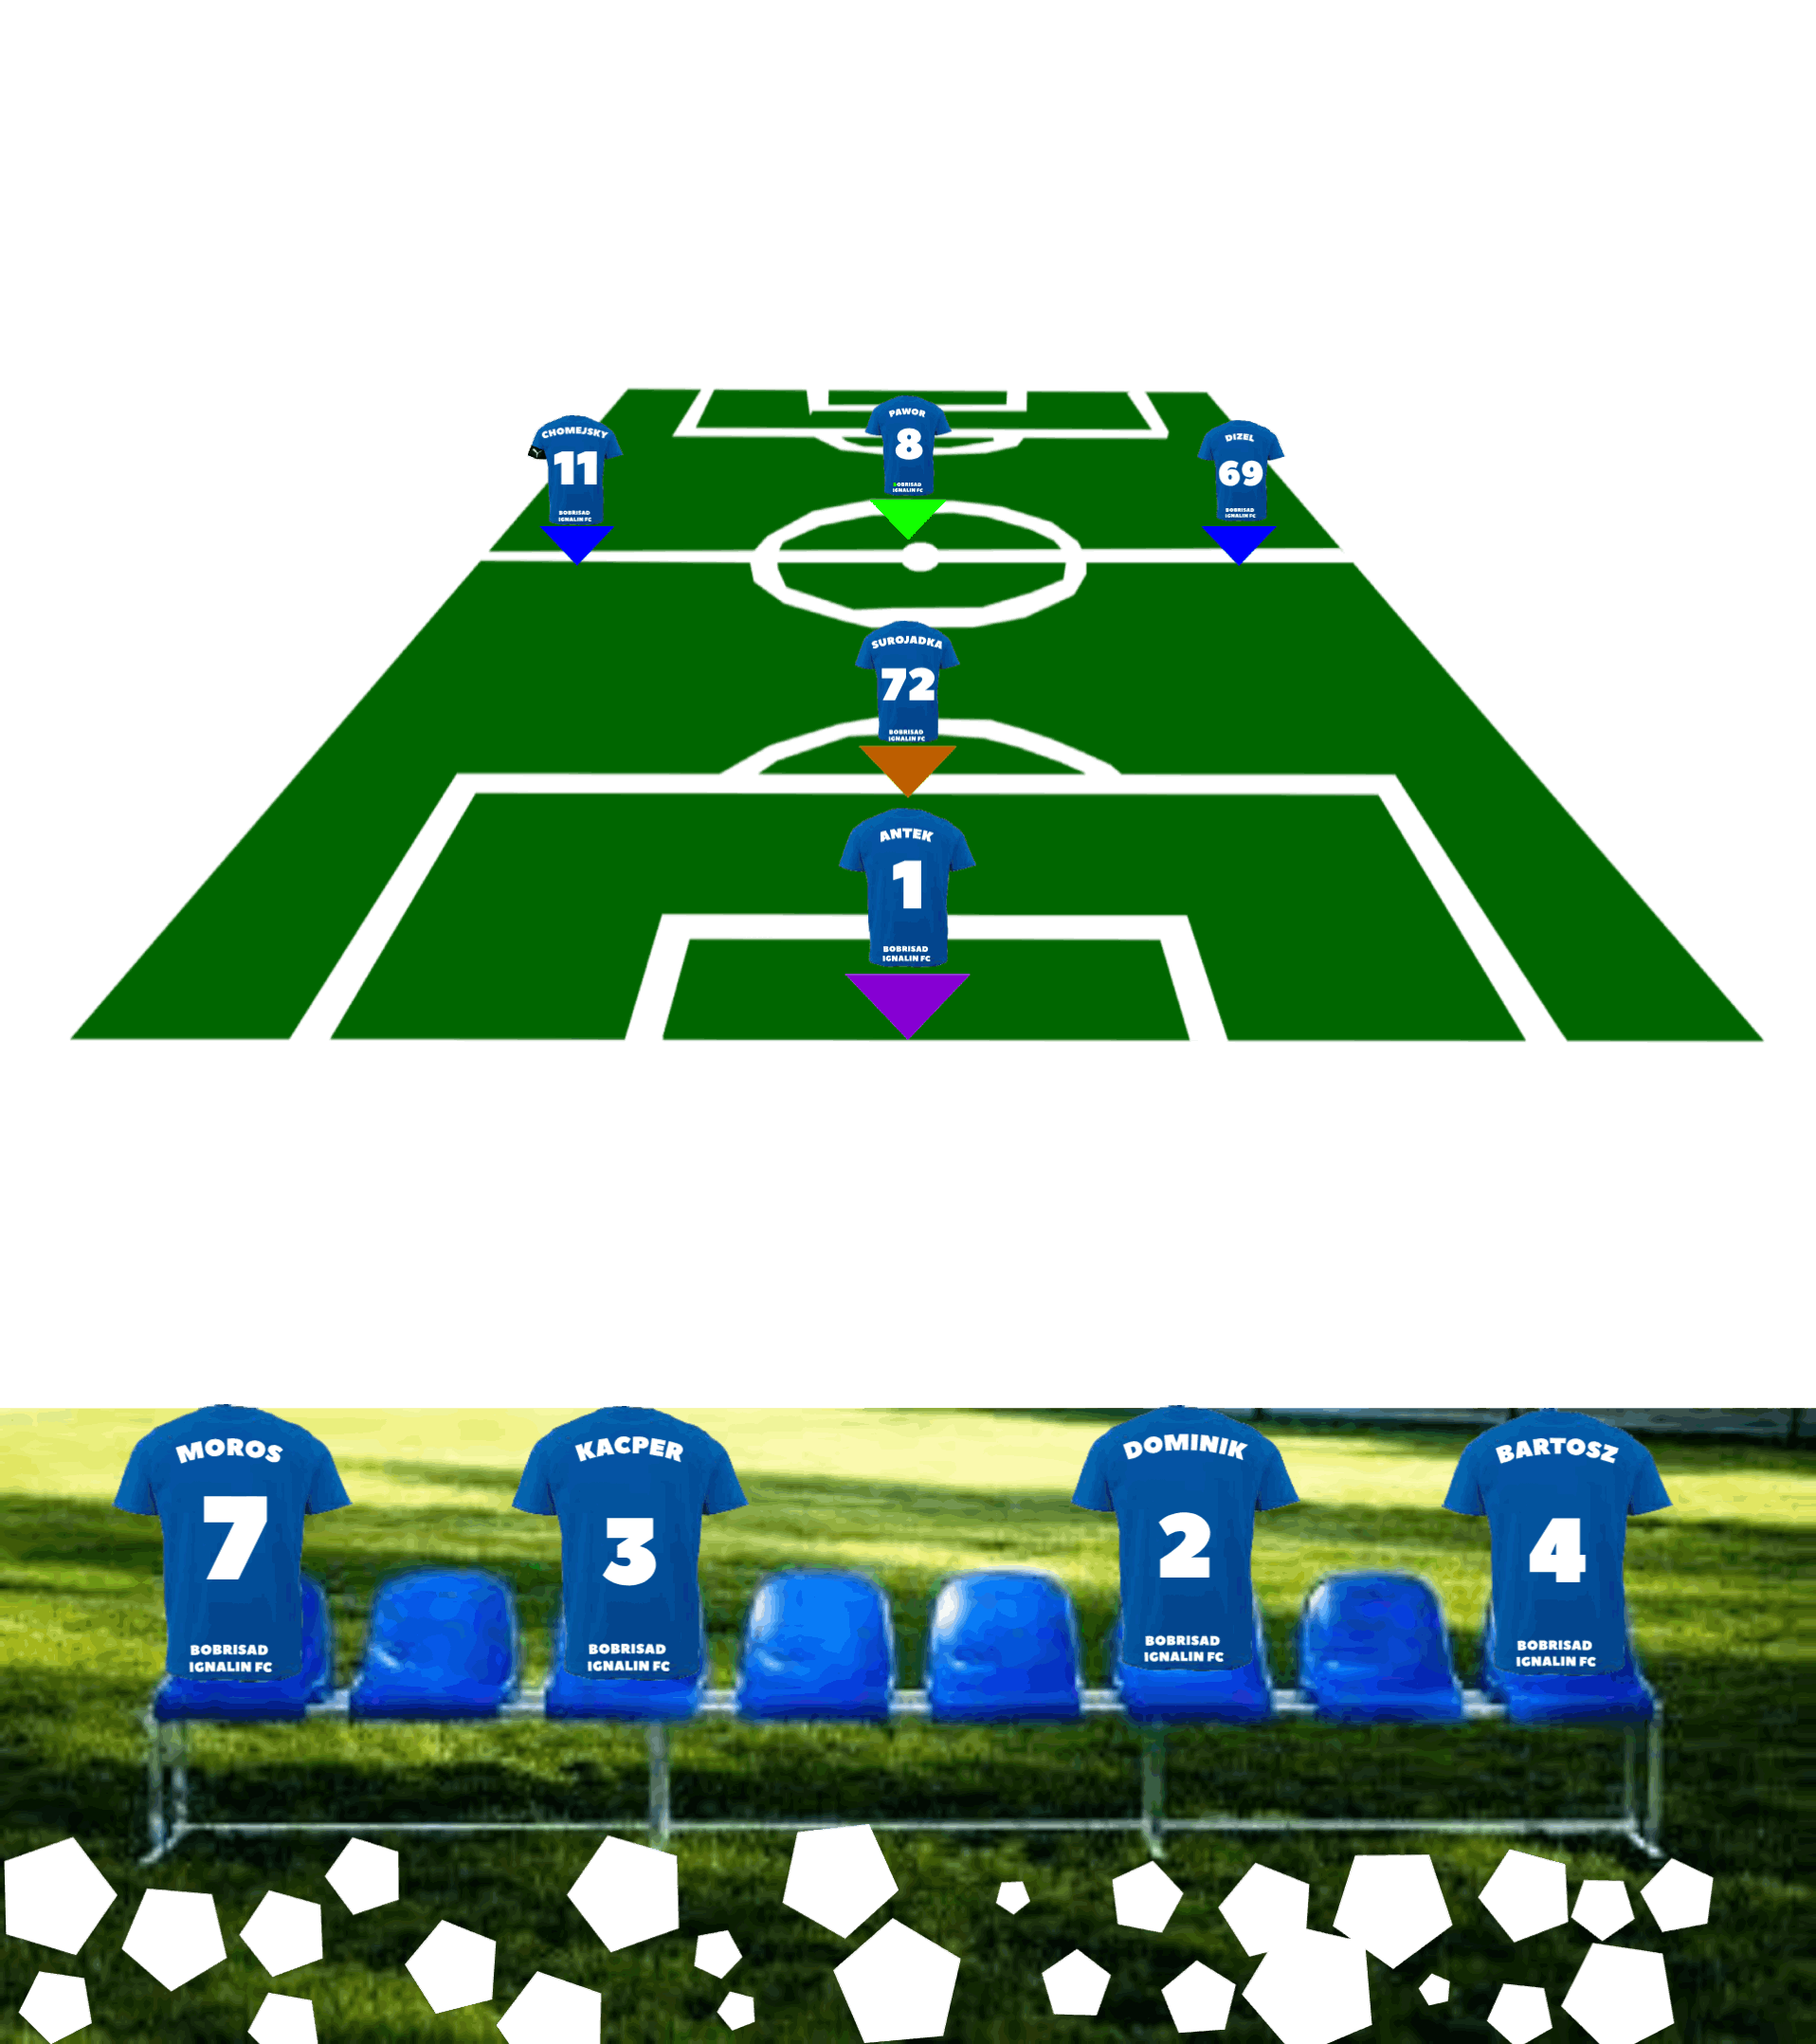 PAWOR
8
BOBRISAD
IGNALIN FC
CHOMEJSKY
11
BOBRISAD
IGNALIN FC
DIZEL
69
BOBRISAD
IGNALIN FC
SUROJADKA
72
BOBRISAD
IGNALIN FC
ANTEK
1
BOBRISAD
IGNALIN FC
MOROS
7
BOBRISAD
IGNALIN FC
KACPER
3
BOBRISAD
IGNALIN FC
DOMINIK
2
BOBRISAD
IGNALIN FC
BARTOSZ
4
BOBRISAD
IGNALIN FC